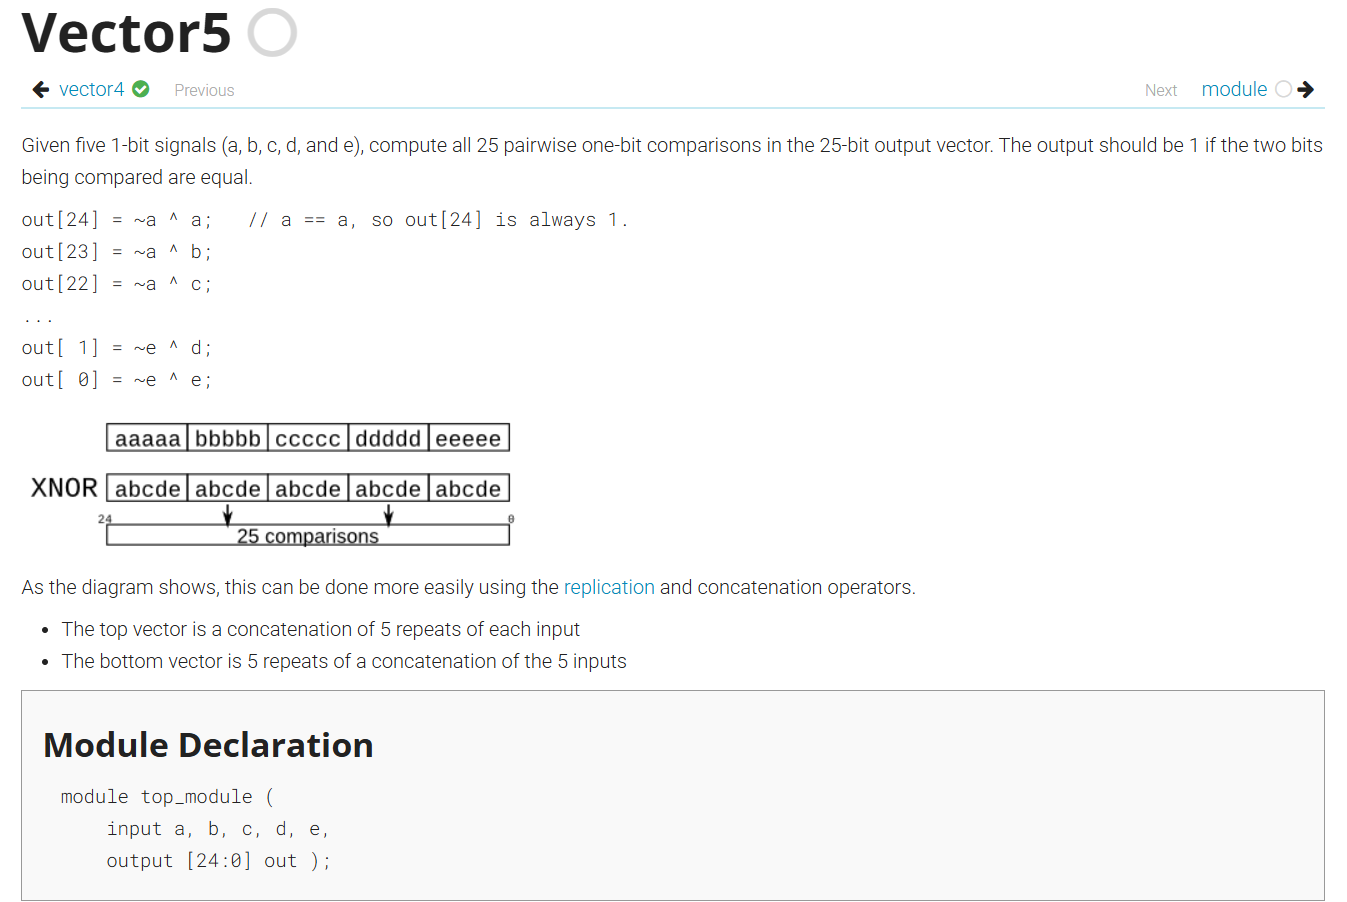 Vector5
vector4 Previous Next module
Given five 1-bit signals (a, b, c, d, and e), compute all 25 pairwise one-bit comparisons in the 25-bit output vector. The output should be 1 if the two bits
being compared are equal.
out[24] = ~a ^ a;   // a == a, so out[24] is always 1.
out[23] = ~a ^ b;
out[22] = ~a ^ c;
...
out[ 1] = ~e ^ d;
out[ 0] = ~e ^ e;
aaaaa bbbbb ccccc ddddd eeeee
XNOR abcde abcde abcde abcde abcde
24 0
25 comparisons
As the diagram shows, this can be done more easily using the replication and concatenation operators.
• The top vector is a concatenation of 5 repeats of each input
• The bottom vector is 5 repeats of a concatenation of the 5 inputs
Module Declaration
module top_module (
input a, b, c, d, e,
output [24:0] out );